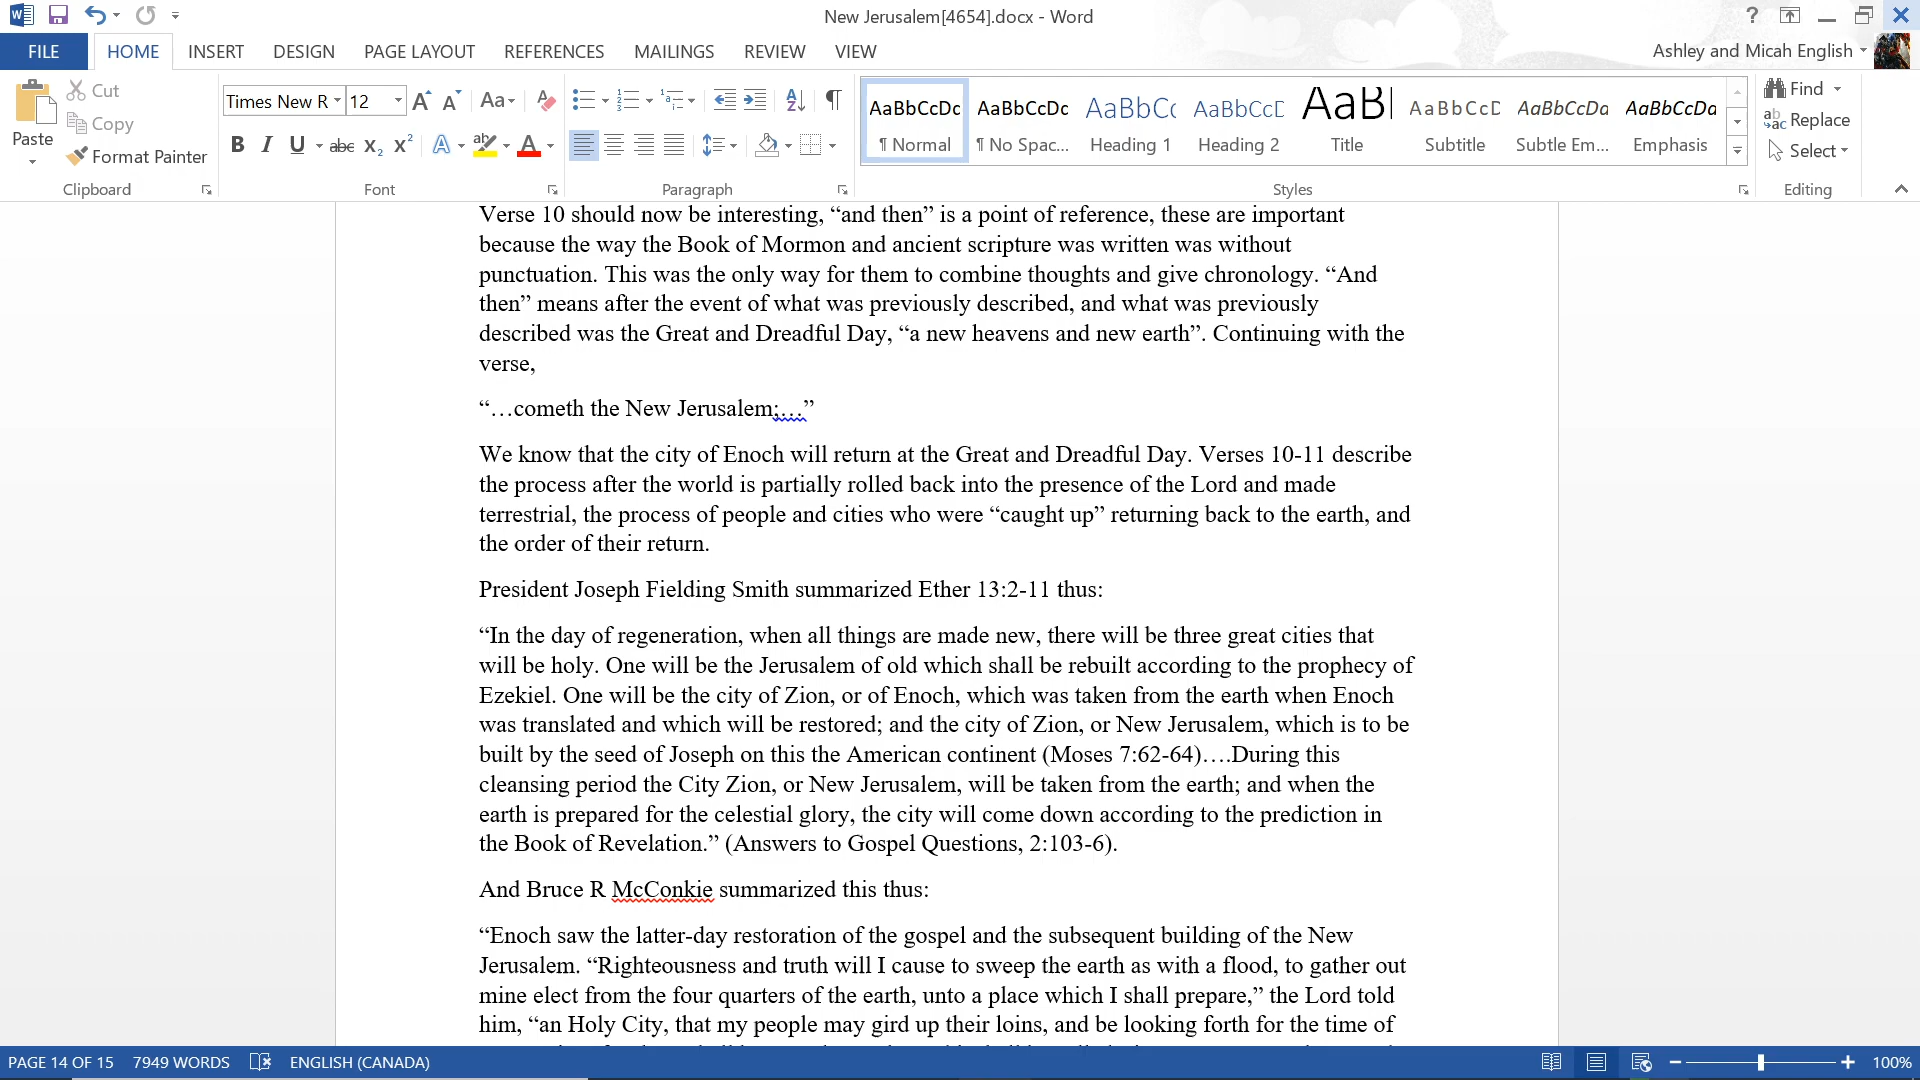 New Jerusalem[4654].docx - Word
?
FILE HOME INSERT DESIGN PAGE LAYOUT REFERENCES MAILINGS REVIEW VIEW
Ashley and Micah English
Paste
Cut
Copy
Format Painter
Clipboard
Times New R 12 Aa
B I U abc X2 X2 A ab A
Font
Paragraph
AaBbCcDc AaBbCcDc AaBbCc AaBbCcD AaBl AaBbCcD AaBbCcDa AaBbCcDa
¶ Normal ¶ No Spac... Heading 1 Heading 2 Title Subtitle Subtle Em... Emphasis
Styles
Find
Replace
Select
Editing
Verse 10 should now be interesting, “and then” is a point of reference, these are important
because the way the Book of Mormon and ancient scripture was written was without
punctuation. This was the only way for them to combine thoughts and give chronology. “And
then” means after the event of what was previously described, and what was previously
described was the Great and Dreadful Day, “a new heavens and new earth”. Continuing with the
verse,
“…cometh the New Jerusalem;…”
We know that the city of Enoch will return at the Great and Dreadful Day. Verses 10-11 describe
the process after the world is partially rolled back into the presence of the Lord and made
terrestrial, the process of people and cities who were “caught up” returning back to the earth, and
the order of their return.
President Joseph Fielding Smith summarized Ether 13:2-11 thus:
“In the day of regeneration, when all things are made new, there will be three great cities that
will be holy. One will be the Jerusalem of old which shall be rebuilt according to the prophecy of
Ezekiel. One will be the city of Zion, or of Enoch, which was taken from the earth when Enoch
was translated and which will be restored; and the city of Zion, or New Jerusalem, which is to be
built by the seed of Joseph on this the American continent (Moses 7:62-64)….During this
cleansing period the City Zion, or New Jerusalem, will be taken from the earth; and when the
earth is prepared for the celestial glory, the city will come down according to the prediction in
the Book of Revelation.” (Answers to Gospel Questions, 2:103-6).
And Bruce R McConkie summarized this thus:
“Enoch saw the latter-day restoration of the gospel and the subsequent building of the New
Jerusalem. “Righteousness and truth will I cause to sweep the earth as with a flood, to gather out
mine elect from the four quarters of the earth, unto a place which I shall prepare,” the Lord told
him, “an Holy City, that my people may gird up their loins, and be looking forth for the time of
PAGE 14 OF 15 7949 WORDS ENGLISH (CANADA) 100%